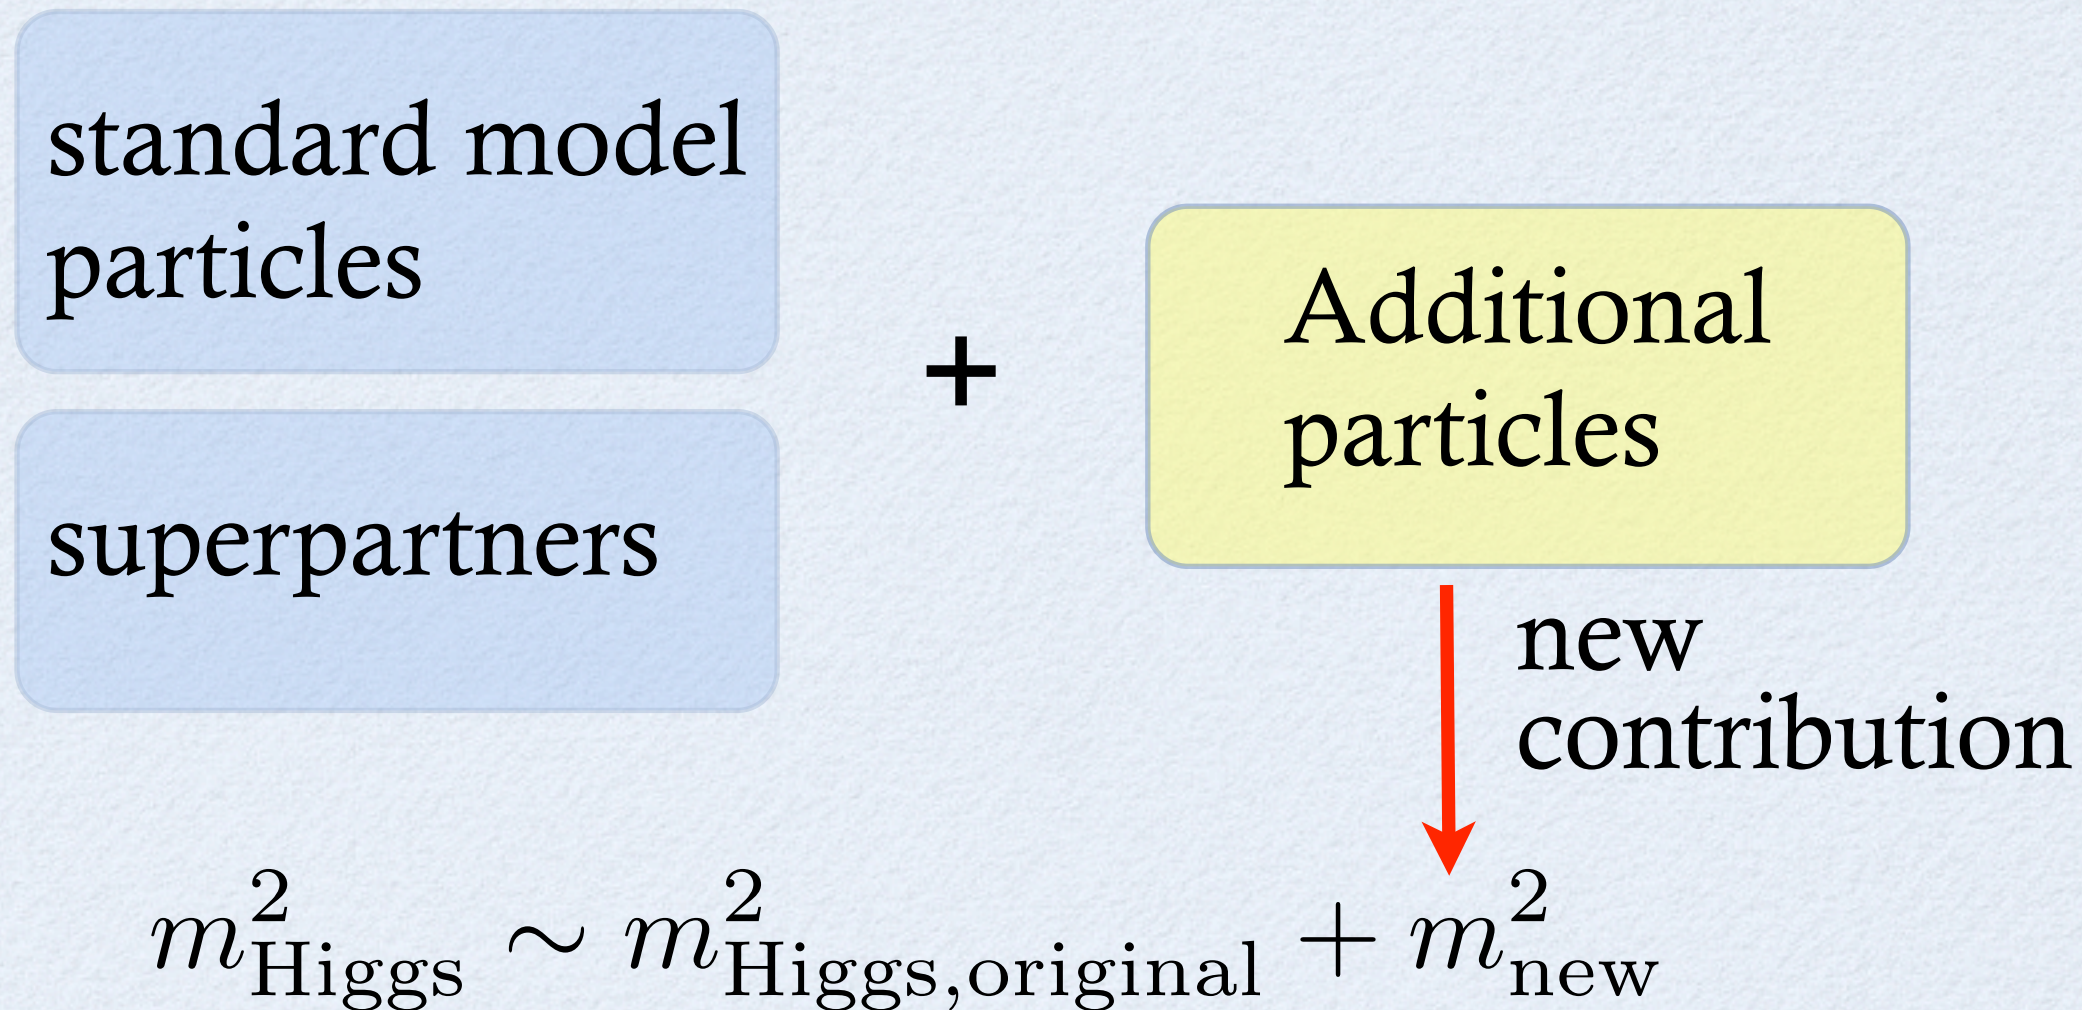 standard model
particles
superpartners
+
Additional
particles
new
contribution
m²_Higgs ∼ m²_Higgs,original + m²_new